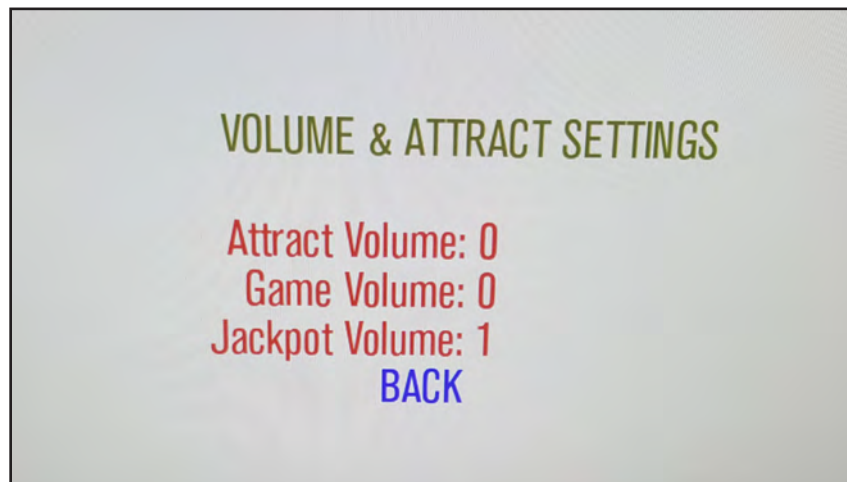 VOLUME & ATTRACT SETTINGS
Attract Volume: 0
Game Volume: 0
Jackpot Volume: 1
BACK